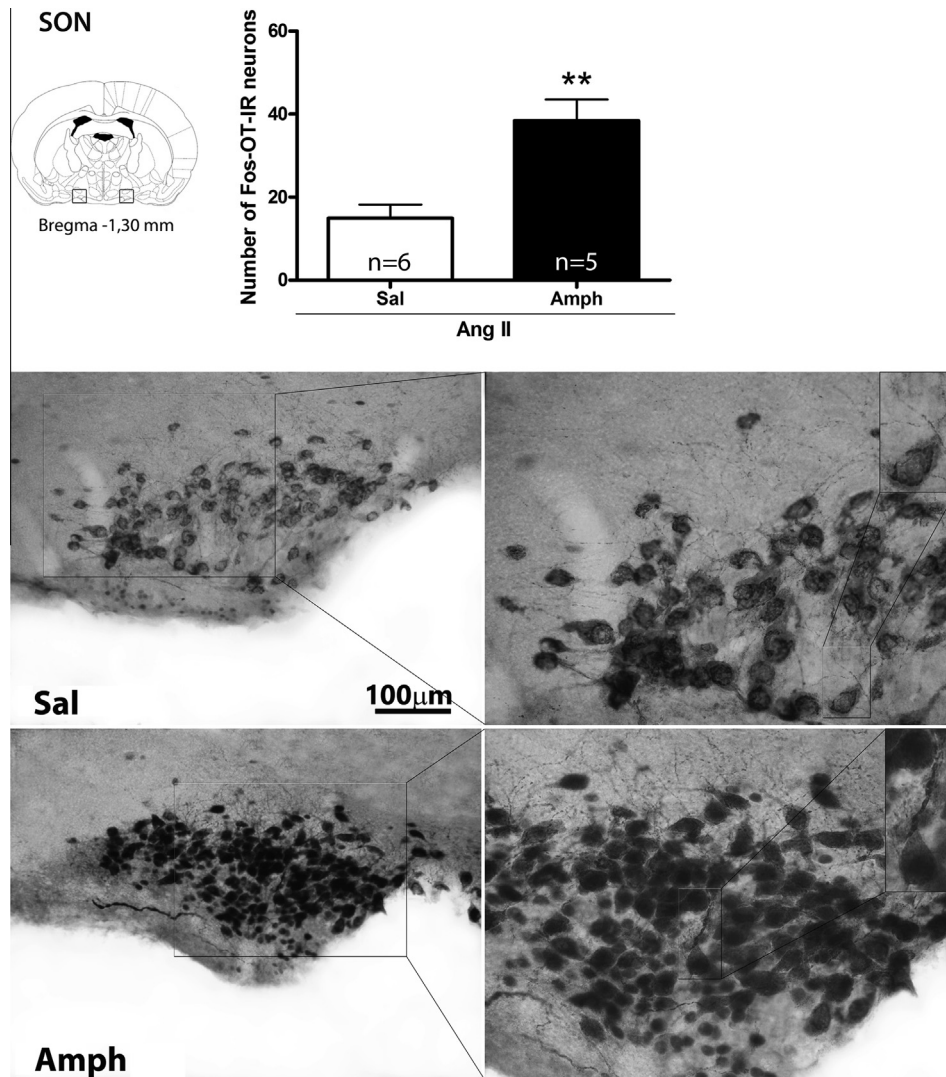 SON
Bregma -1,30 mm
Number of Fos-OT-IR neurons
60
40
20
0
**
n=6
n=5
Sal
Amph
Ang II
Sal
100μm
Amph